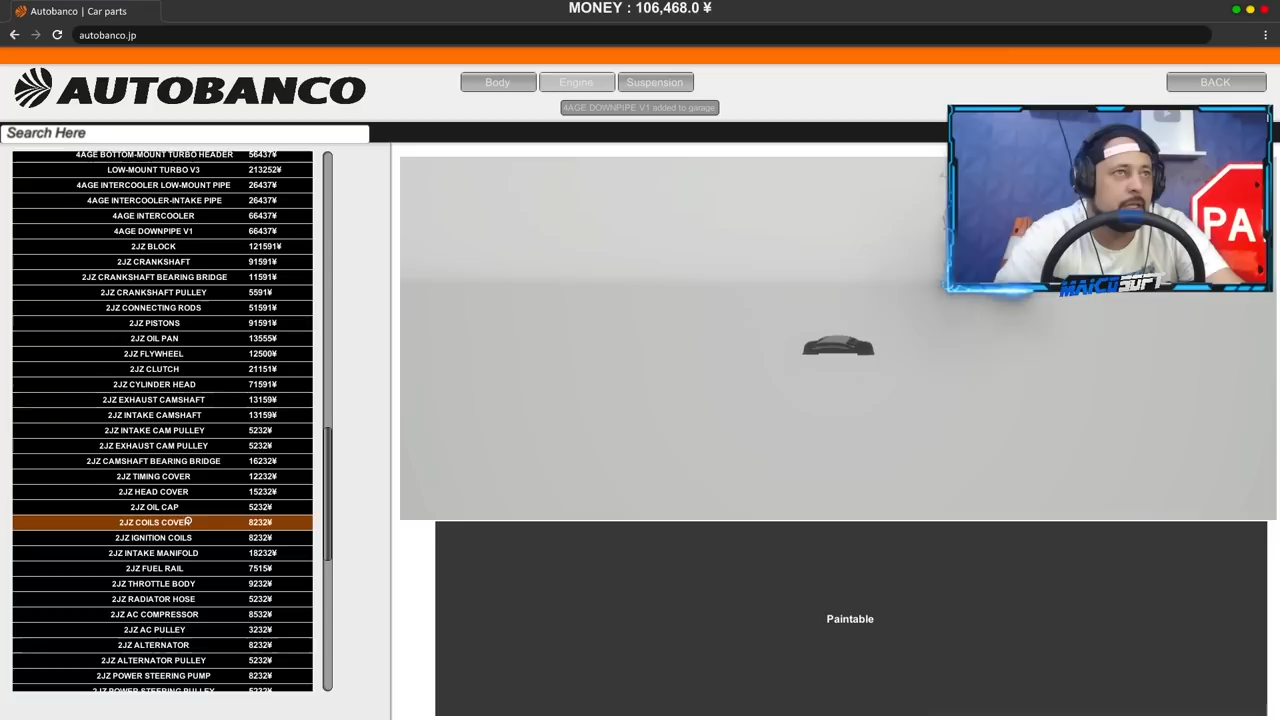 Autobanco | Car parts
MONEY : 106,468.0 ¥
autobanco.jp
AUTOBANCO
Body
Engine
Suspension
BACK
4AGE DOWNPIPE V1 added to garage
Search Here
4AGE BOTTOM-MOUNT TURBO HEADER 56437¥
LOW-MOUNT TURBO V3 213252¥
4AGE INTERCOOLER LOW-MOUNT PIPE 26437¥
4AGE INTERCOOLER-INTAKE PIPE 26437¥
4AGE INTERCOOLER 66437¥
4AGE DOWNPIPE V1 66437¥
2JZ BLOCK 121591¥
2JZ CRANKSHAFT 91591¥
2JZ CRANKSHAFT BEARING BRIDGE 11591¥
2JZ CRANKSHAFT PULLEY 5591¥
2JZ CONNECTING RODS 51591¥
2JZ PISTONS 91591¥
2JZ OIL PAN 13555¥
2JZ FLYWHEEL 12500¥
2JZ CLUTCH 21151¥
2JZ CYLINDER HEAD 71591¥
2JZ EXHAUST CAMSHAFT 13159¥
2JZ INTAKE CAMSHAFT 13159¥
2JZ INTAKE CAM PULLEY 5232¥
2JZ EXHAUST CAM PULLEY 5232¥
2JZ CAMSHAFT BEARING BRIDGE 16232¥
2JZ TIMING COVER 12232¥
2JZ HEAD COVER 15232¥
2JZ OIL CAP 5232¥
2JZ COILS COVER 8232¥
2JZ IGNITION COILS 8232¥
2JZ INTAKE MANIFOLD 18232¥
2JZ FUEL RAIL 7515¥
2JZ THROTTLE BODY 9232¥
2JZ RADIATOR HOSE 5232¥
2JZ AC COMPRESSOR 8532¥
2JZ AC PULLEY 3232¥
2JZ ALTERNATOR 8232¥
2JZ ALTERNATOR PULLEY 5232¥
2JZ POWER STEERING PUMP 8232¥
2JZ POWER STEERING PULLEY 5232¥
PA
MAICOSOFT
Paintable